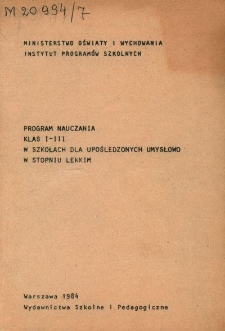 M 20 994/7
MINISTERSTWO OŚWIATY I WYCHOWANIA
INSTYTUT PROGRAMÓW SZKOLNYCH
PROGRAM NAUCZANIA
KLAS I-III
W SZKOŁACH DLA UPOŚLEDZONYCH UMYSŁOWO
W STOPNIU LEKKIM
Warszawa 1984
Wydawnictwa Szkolne i Pedagogiczne